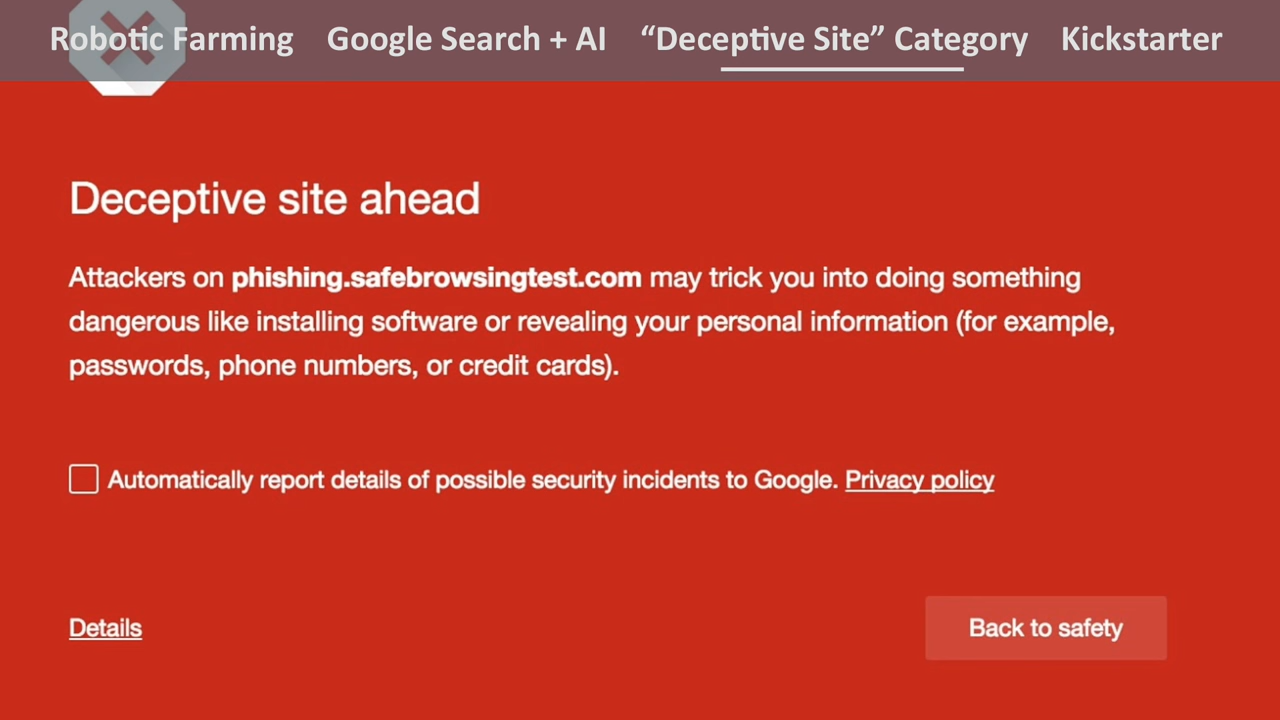 Robotic Farming Google Search + AI “Deceptive Site” Category Kickstarter
Deceptive site ahead
Attackers on phishing.safebrowsingtest.com may trick you into doing something
dangerous like installing software or revealing your personal information (for example,
passwords, phone numbers, or credit cards).
Automatically report details of possible security incidents to Google. Privacy policy
Details Back to safety